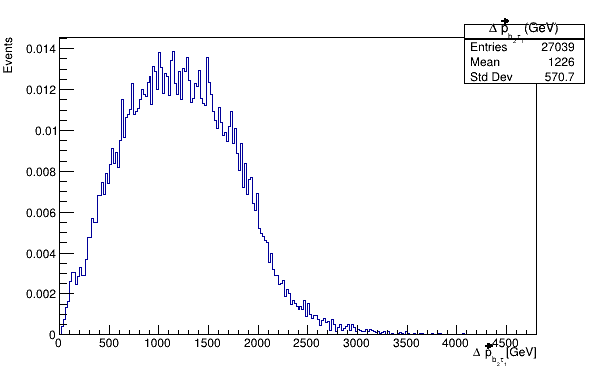 Δ p⃗ b₂τ₁ (GeV)
Entries 27039
Mean 1226
Std Dev 570.7
Events
0.014
0.012
0.01
0.008
0.006
0.004
0.002
0
0 500 1000 1500 2000 2500 3000 3500 4000 4500
Δ p⃗ b₂τ₁ [GeV]